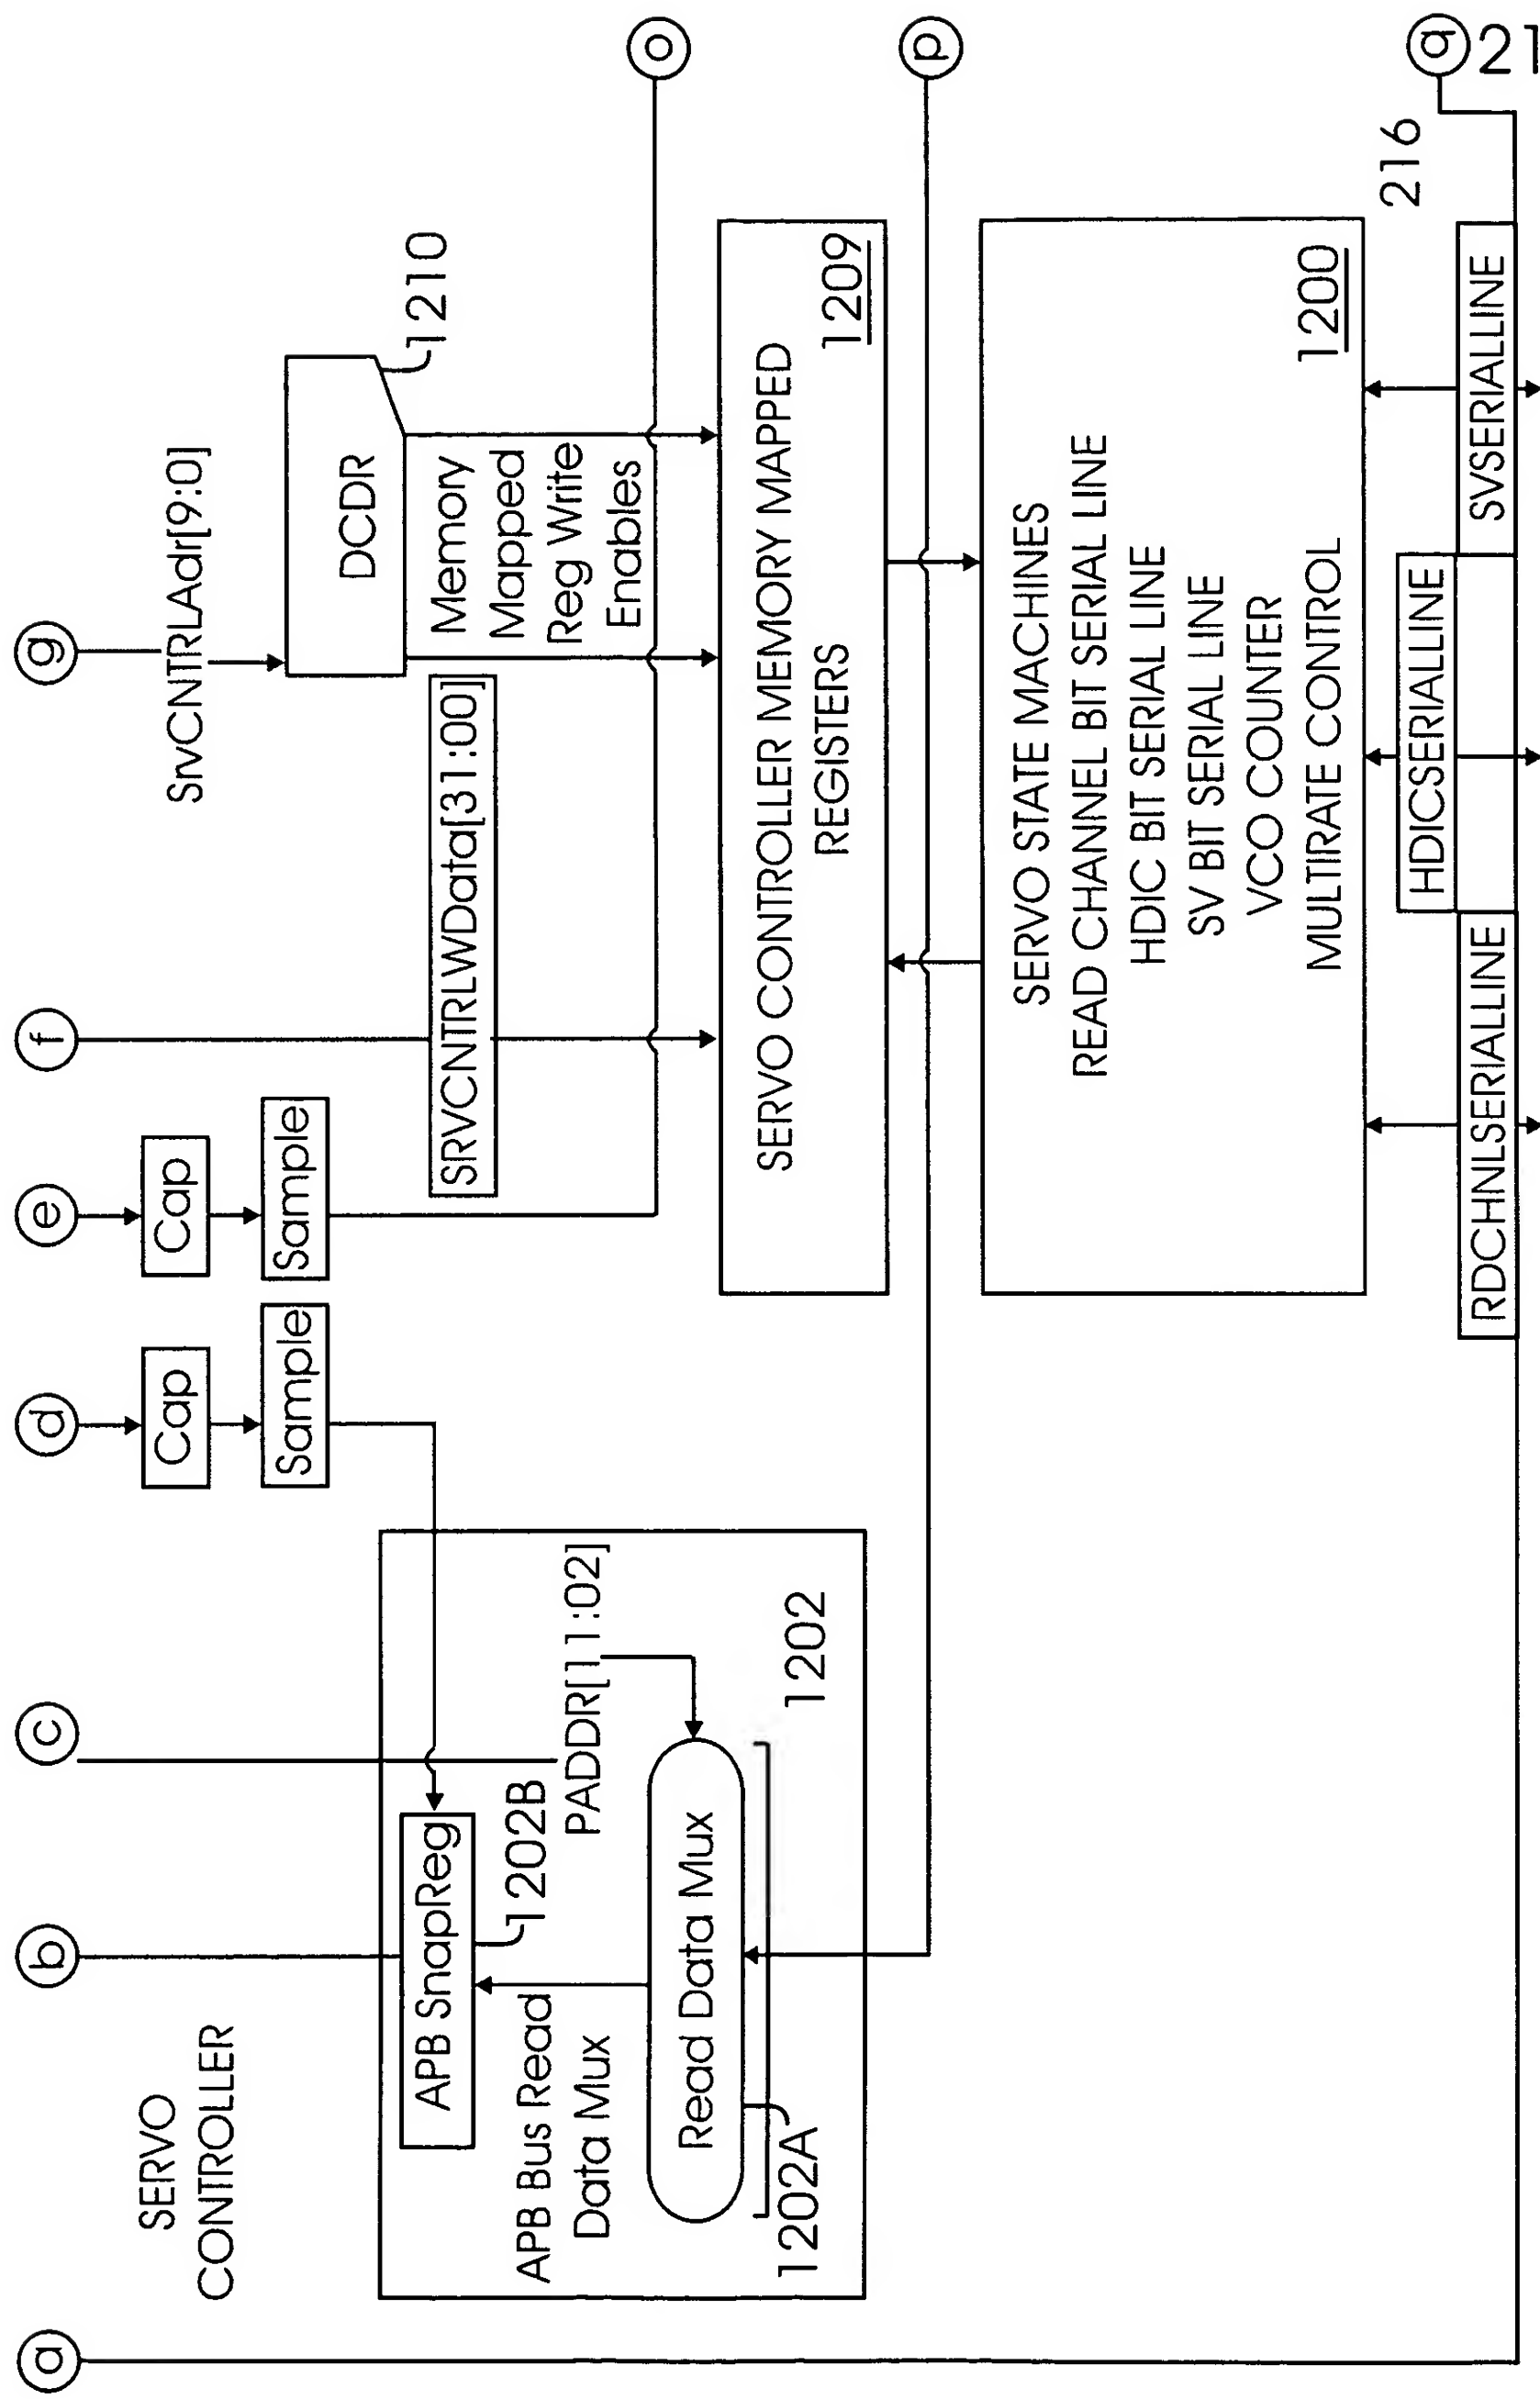 a
b
c
d
e
f
g
SERVO
CONTROLLER
Cap
Cap
SrvCNTRLAdr[9:0]
Sample
Sample
DCDR
1210
APB SnapReg
1202B
SRVCNTRLWData[31:00]
Memory
Mapped
Reg Write
Enables
APB Bus Read
Data Mux
PADDR[11:02]
o
Read Data Mux
1202A
1202
SERVO CONTROLLER MEMORY MAPPED
REGISTERS
1209
p
SERVO STATE MACHINES
READ CHANNEL BIT SERIAL LINE
HDIC BIT SERIAL LINE
SV BIT SERIAL LINE
VCO COUNTER
MULTIRATE CONTROL
1200
216
q
HDICSERIALLINE
RDCHNLSERIALLINE
SVSERIALLINE
21